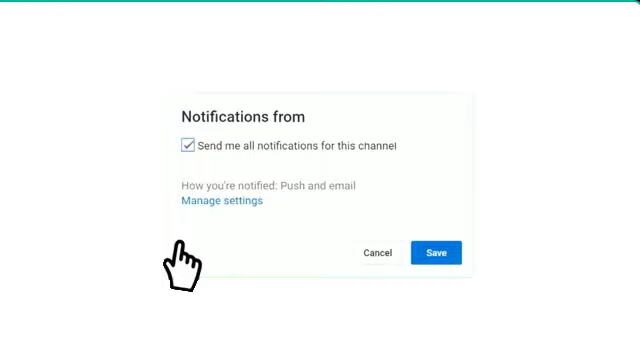 Notifications from
Send me all notifications for this channel
How you're notified: Push and email
Manage settings
Cancel
Save